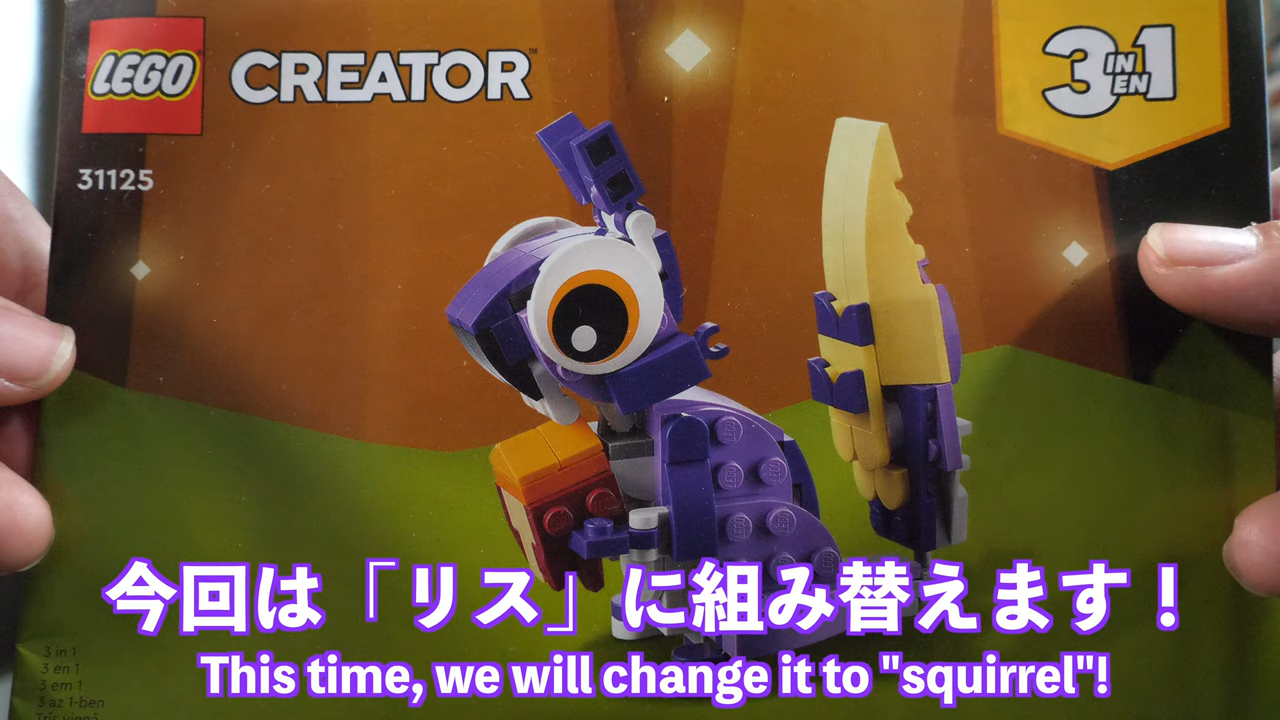 LEGO
CREATOR™
3 IN EN 1
31125
今回は「リス」に組み替えます！
This time, we will change it to "squirrel"!
3 in 1
3 en 1
3 em 1
3 az 1-ben